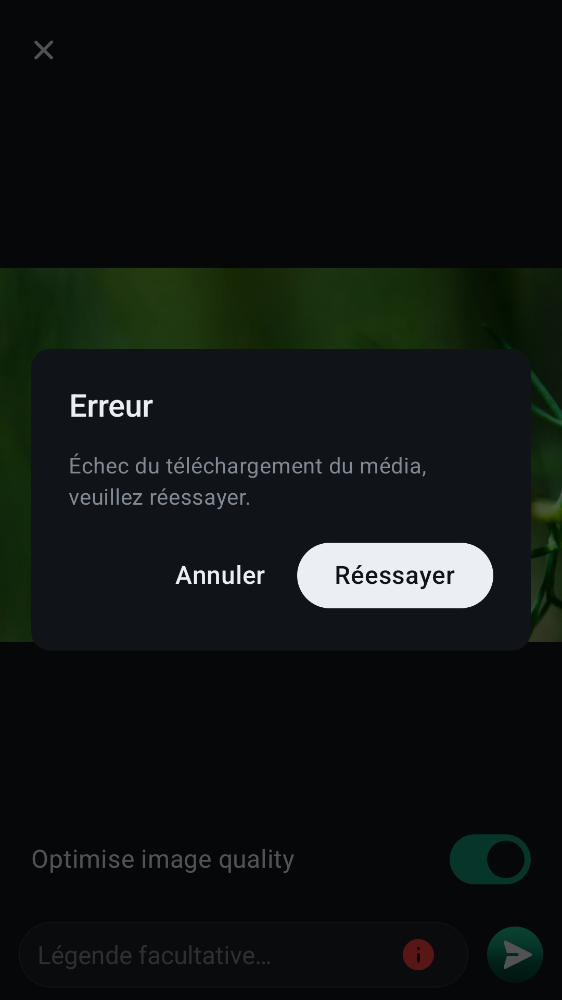 Erreur
Échec du téléchargement du média,
veuillez réessayer.
Annuler
Réessayer
Optimise image quality
Légende facultative…